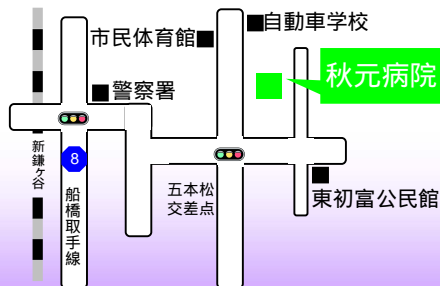 自動車学校
市民体育館
秋元病院
警察署
新鎌ヶ谷
8
船橋取手線
五本松
交差点
東初富公民館